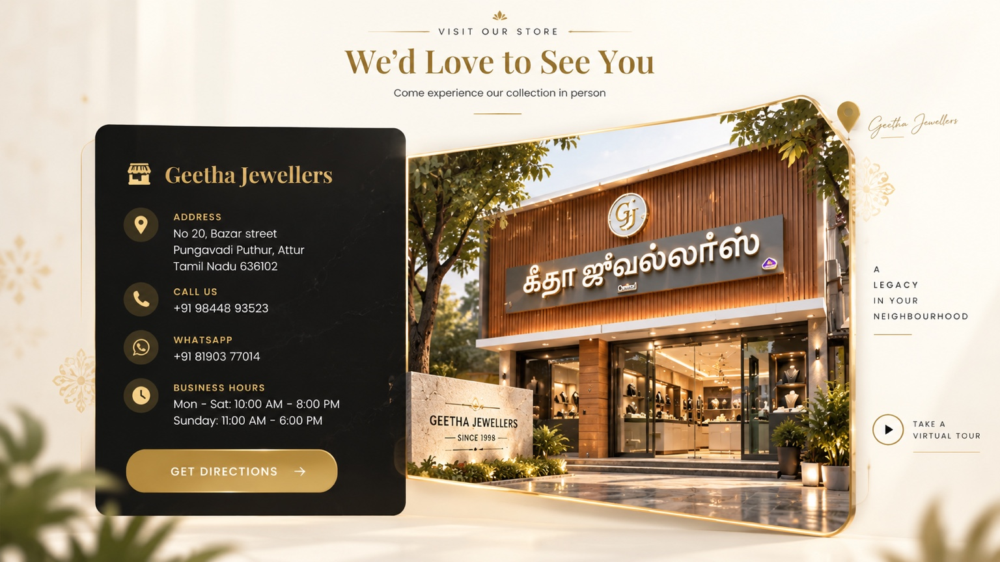 VISIT OUR STORE
We'd Love to See You
Come experience our collection in person
Geetha Jewellers
ADDRESS
No 20, Bazar street
Pungavadi Puthur, Attur
Tamil Nadu 636102
CALL US
+91 98448 93523
WHATSAPP
+91 81903 77014
BUSINESS HOURS
Mon - Sat: 10:00 AM - 8:00 PM
Sunday: 11:00 AM - 6:00 PM
GET DIRECTIONS
GJ
கீதா ஜுவல்லர்ஸ்
GEETHA JEWELLERS
SINCE 1998
Geetha Jewellers
A
LEGACY
IN YOUR
NEIGHBOURHOOD
TAKE A
VIRTUAL TOUR